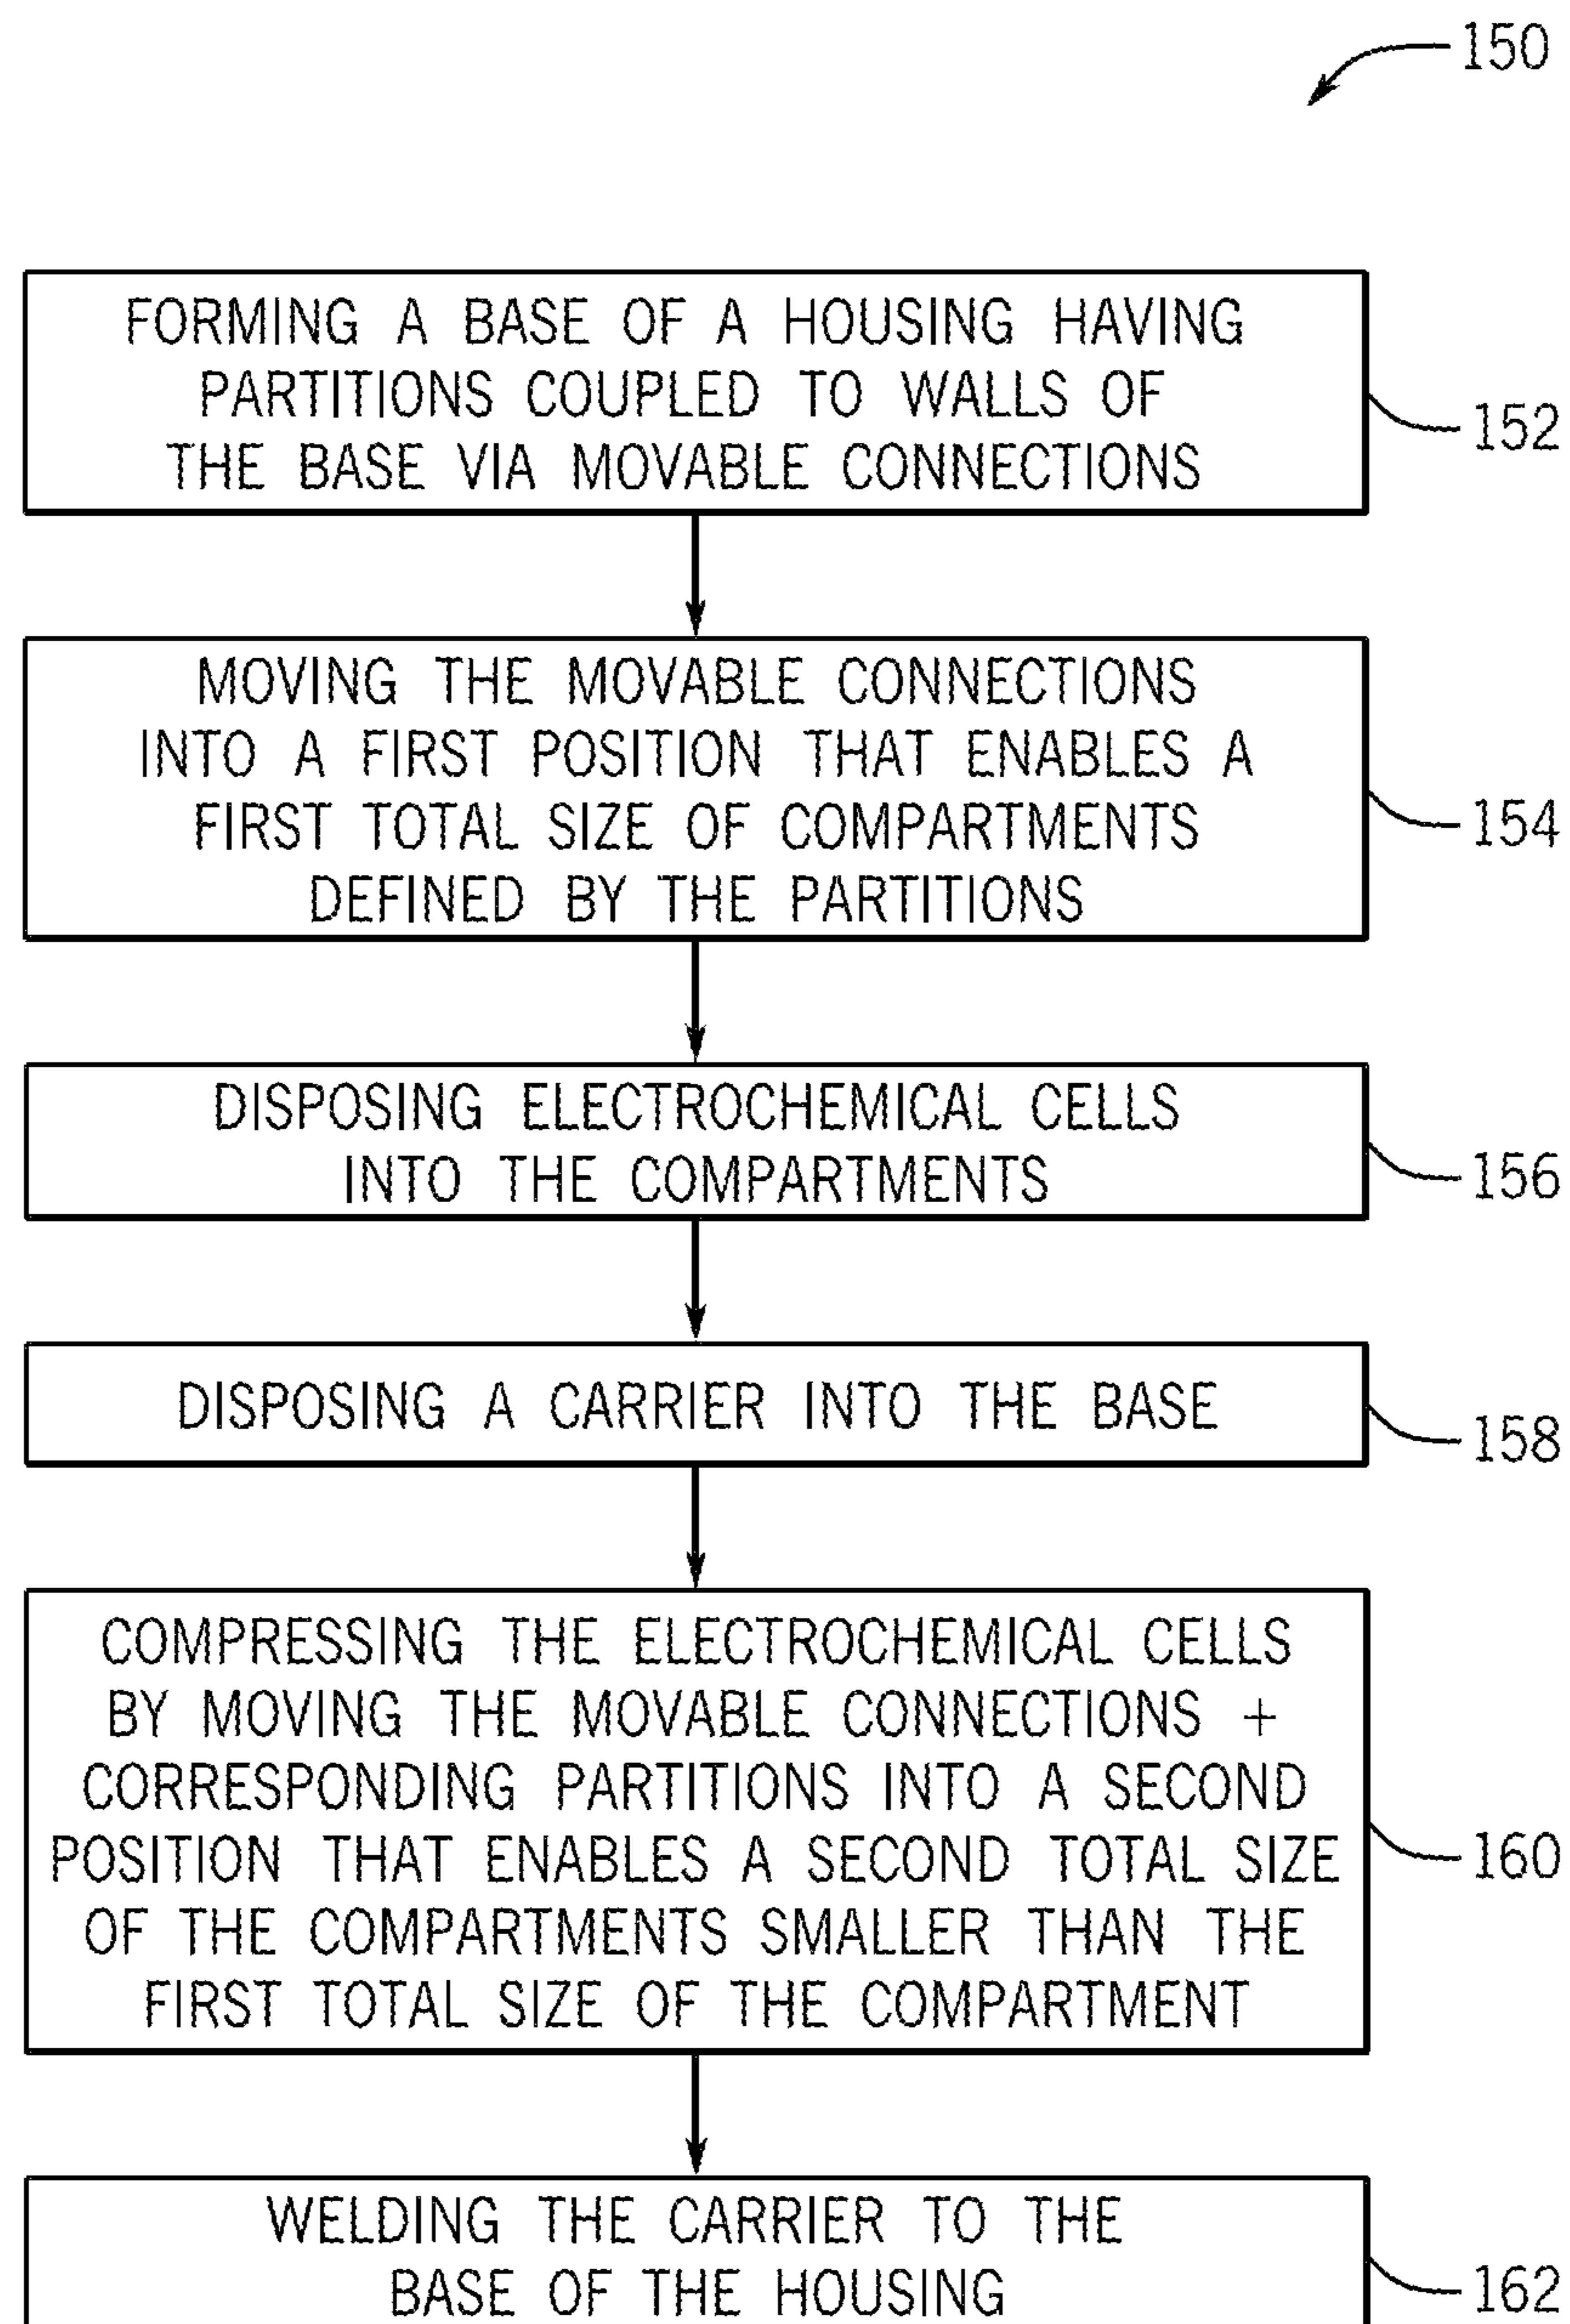 150
FORMING A BASE OF A HOUSING HAVING
PARTITIONS COUPLED TO WALLS OF
THE BASE VIA MOVABLE CONNECTIONS
152
MOVING THE MOVABLE CONNECTIONS
INTO A FIRST POSITION THAT ENABLES A
FIRST TOTAL SIZE OF COMPARTMENTS
DEFINED BY THE PARTITIONS
154
DISPOSING ELECTROCHEMICAL CELLS
INTO THE COMPARTMENTS
156
DISPOSING A CARRIER INTO THE BASE
158
COMPRESSING THE ELECTROCHEMICAL CELLS
BY MOVING THE MOVABLE CONNECTIONS +
CORRESPONDING PARTITIONS INTO A SECOND
POSITION THAT ENABLES A SECOND TOTAL SIZE
OF THE COMPARTMENTS SMALLER THAN THE
FIRST TOTAL SIZE OF THE COMPARTMENT
160
WELDING THE CARRIER TO THE
BASE OF THE HOUSING
162